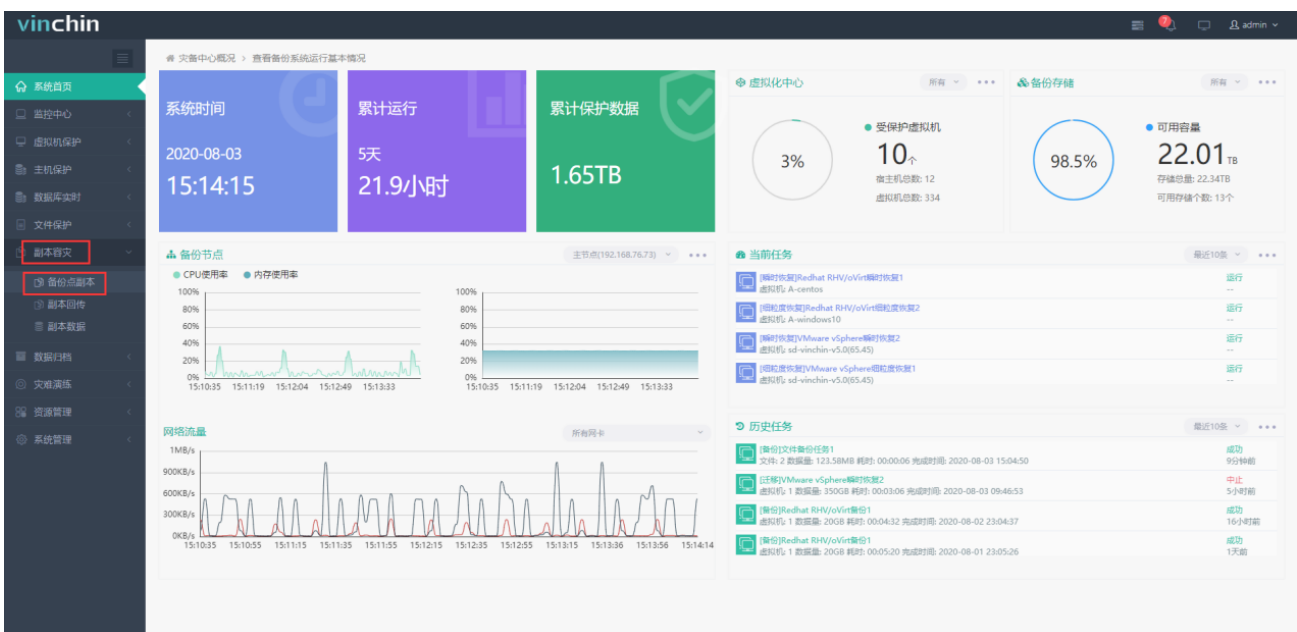 vinchin
7
admin
灾备中心概况 > 查看备份系统运行基本情况
系统首页
监控中心
虚拟机保护
主机保护
数据库实时
文件保护
副本容灾
备份点副本
副本回传
副本数据
数据归档
灾难演练
资源管理
系统管理
系统时间
2020-08-03
15:14:15
累计运行
5天
21.9小时
累计保护数据
1.65TB
虚拟化中心
所有
3%
受保护虚拟机
10个
宿主机总数: 12
虚拟机总数: 334
备份存储
所有
98.5%
可用容量
22.01TB
存储总量: 22.34TB
可用存储个数: 13个
备份节点
主节点(192.168.76.73)
CPU使用率 内存使用率
100%
80%
60%
40%
20%
0%
15:10:35 15:11:19 15:12:04 15:12:49 15:13:33
100%
80%
60%
40%
20%
0%
15:10:35 15:11:19 15:12:04 15:12:49 15:13:33
网络流量
所有网卡
1MB/s
900KB/s
600KB/s
300KB/s
0KB/s
15:10:35 15:10:55 15:11:15 15:11:35 15:11:55 15:12:15 15:12:35 15:12:55 15:13:15 15:13:36 15:13:56 15:14:14
当前任务
最近10条
[瞬时恢复]Redhat RHV/oVirt瞬时恢复1
运行
虚拟机: A-centos
--
[细粒度恢复]Redhat RHV/oVirt细粒度恢复2
运行
虚拟机: A-windows10
--
[瞬时恢复]VMware vSphere瞬时恢复2
运行
虚拟机: sd-vinchin-v5.0(65.45)
--
[细粒度恢复]VMware vSphere细粒度恢复1
运行
虚拟机: sd-vinchin-v5.0(65.45)
--
历史任务
最近10条
[备份]文件备份任务1
成功
文件: 2 数据量: 123.58MB 耗时: 00:00:06 完成时间: 2020-08-03 15:04:50
9分钟前
[迁移]VMware vSphere瞬时恢复2
中止
虚拟机: 1 数据量: 350GB 耗时: 00:03:06 完成时间: 2020-08-03 09:46:53
5小时前
[备份]Redhat RHV/oVirt备份1
成功
虚拟机: 1 数据量: 20GB 耗时: 00:04:32 完成时间: 2020-08-02 23:04:37
16小时前
[备份]Redhat RHV/oVirt备份1
成功
虚拟机: 1 数据量: 20GB 耗时: 00:05:20 完成时间: 2020-08-01 23:05:26
1天前